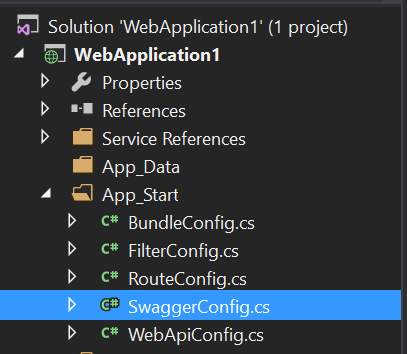 Solution 'WebApplication1' (1 project)
WebApplication1
Properties
References
Service References
App_Data
App_Start
C# BundleConfig.cs
C# FilterConfig.cs
C# RouteConfig.cs
C# SwaggerConfig.cs
C# WebApiConfig.cs